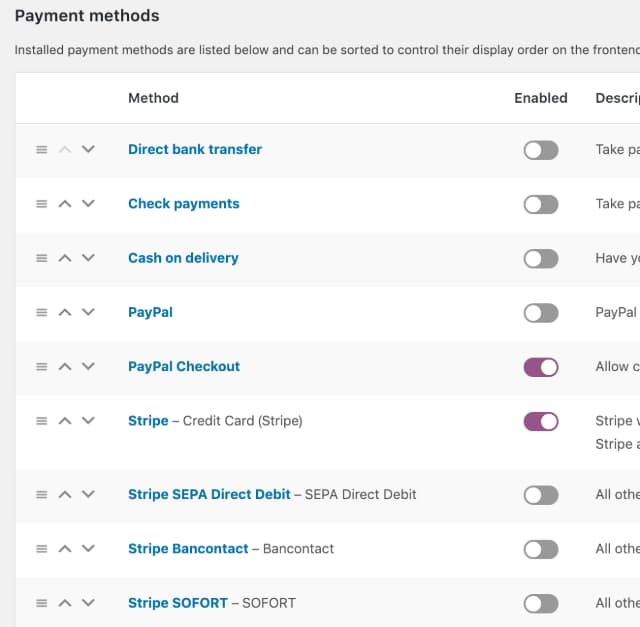 Payment methods
Installed payment methods are listed below and can be sorted to control their display order on the frontend
Method Enabled Descri
Direct bank transfer Take pa
Check payments Take pa
Cash on delivery Have yo
PayPal PayPal
PayPal Checkout Allow c
Stripe – Credit Card (Stripe) Stripe w
Stripe a
Stripe SEPA Direct Debit – SEPA Direct Debit All othe
Stripe Bancontact – Bancontact All othe
Stripe SOFORT – SOFORT All othe